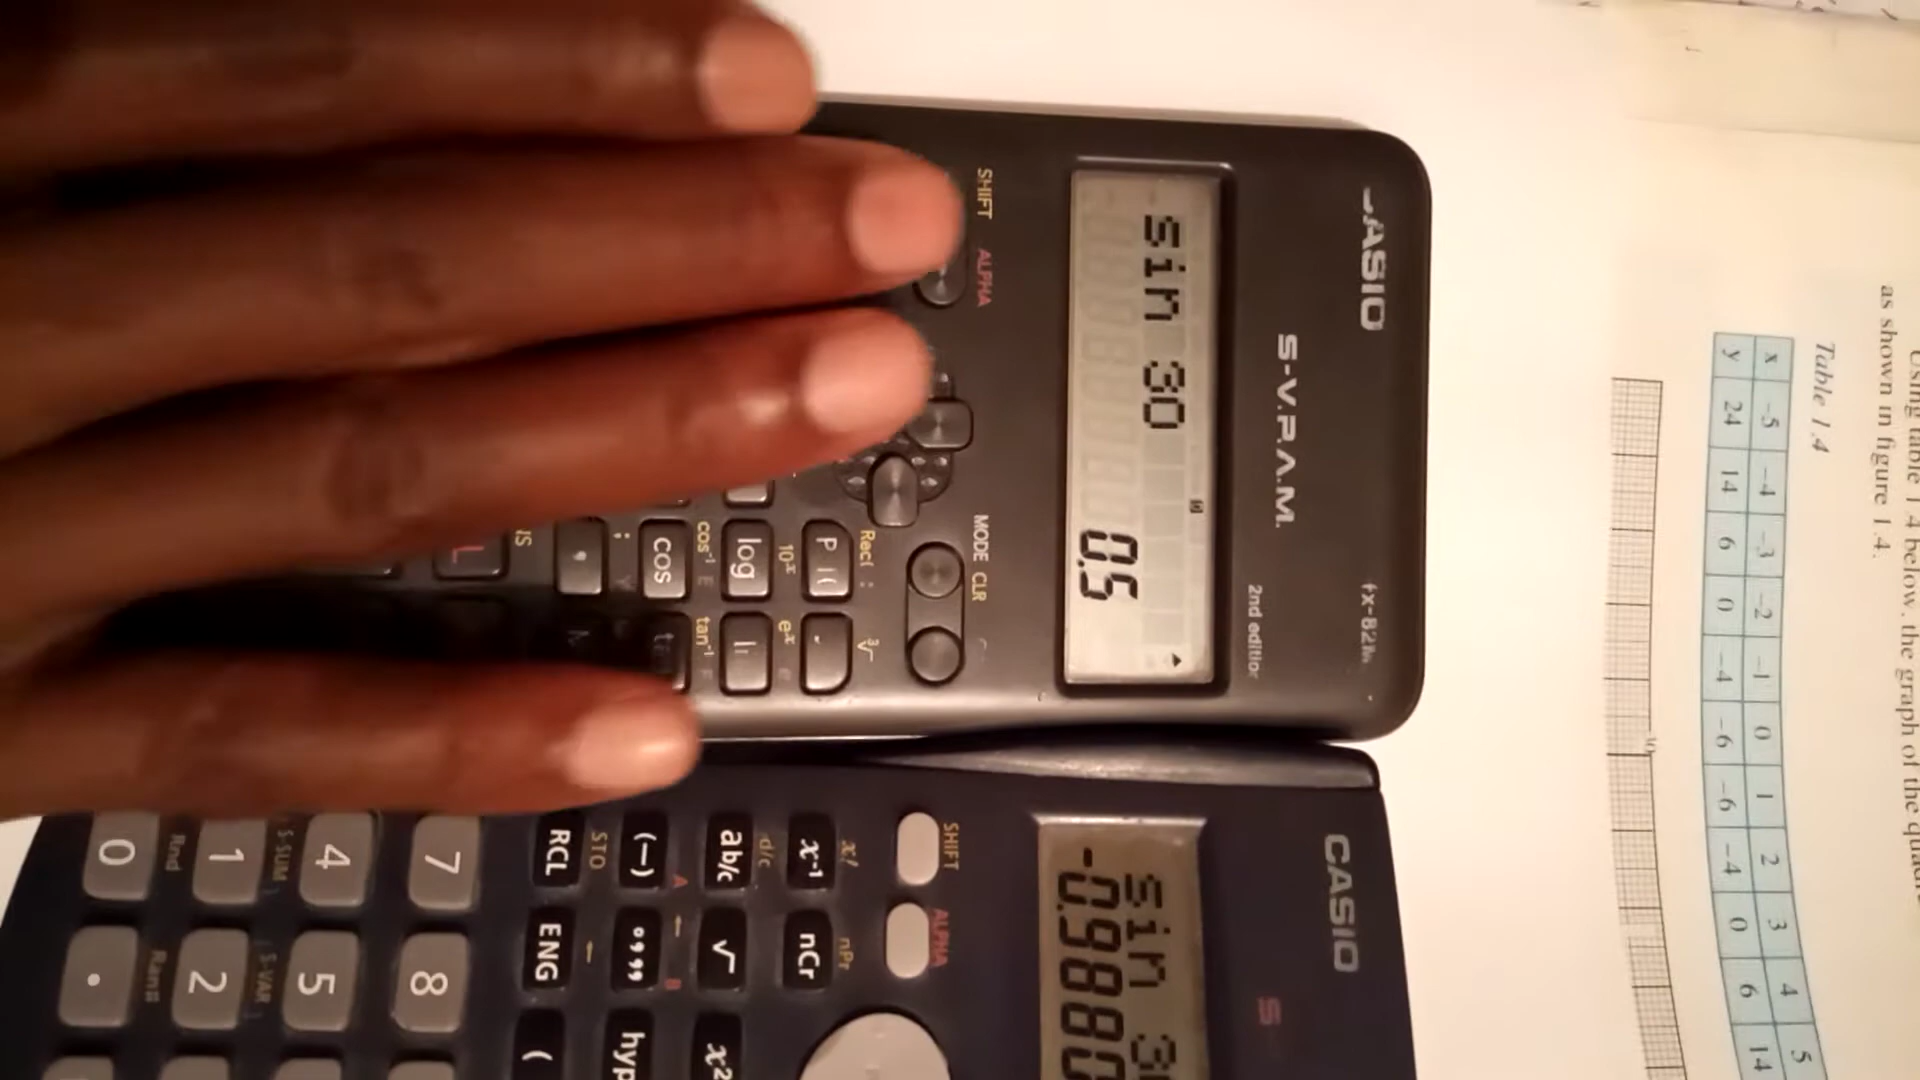 CASIO
fx-82M
S-V.P.A.M.
2nd edition
sin 30
0.5
SHIFT ALPHA MODE CLR
Rec( :
P
10ˣ
log
eˣ
cos⁻¹ E
cos
tan⁻¹ F
CASIO
S
sin 3
-0.9880
SHIFT ALPHA
x! nPr
x⁻¹ nCr
d/c
ab/c √ x²
A B
(−) °,,, hyp
STO
RCL ENG (
7 8
4 5
S-SUM S-VAR
1 2
Rnd Ran#
0 .
as shown in figure 1.4.
Table 1.4
x -5 -4 -3 -2 -1 0 1 2 3 4 5
y 24 14 6 0 -4 -6 -6 -4 0 6 14